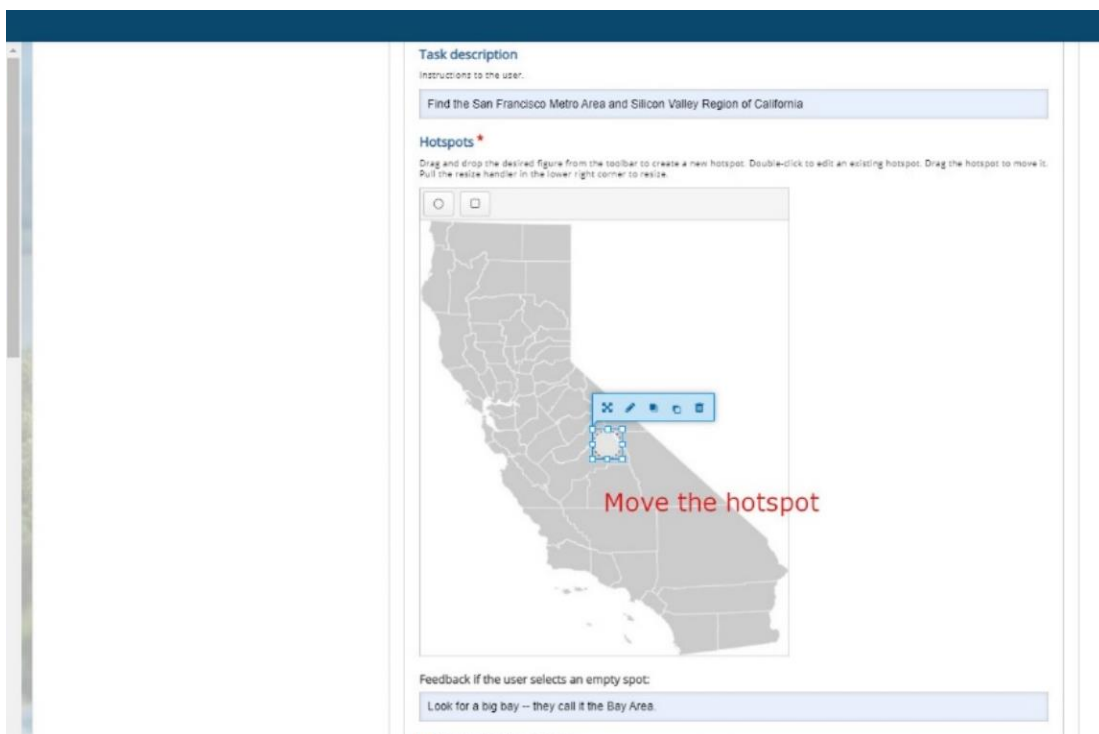 Task description
Instructions to the user.
Find the San Francisco Metro Area and Silicon Valley Region of California
Hotspots *
Drag and drop the desired figure from the toolbar to create a new hotspot. Double-click to edit an existing hotspot. Drag the hotspot to move it.
Pull the resize handler in the lower right corner to resize.
Move the hotspot
Feedback if the user selects an empty spot:
Look for a big bay -- they call it the Bay Area.